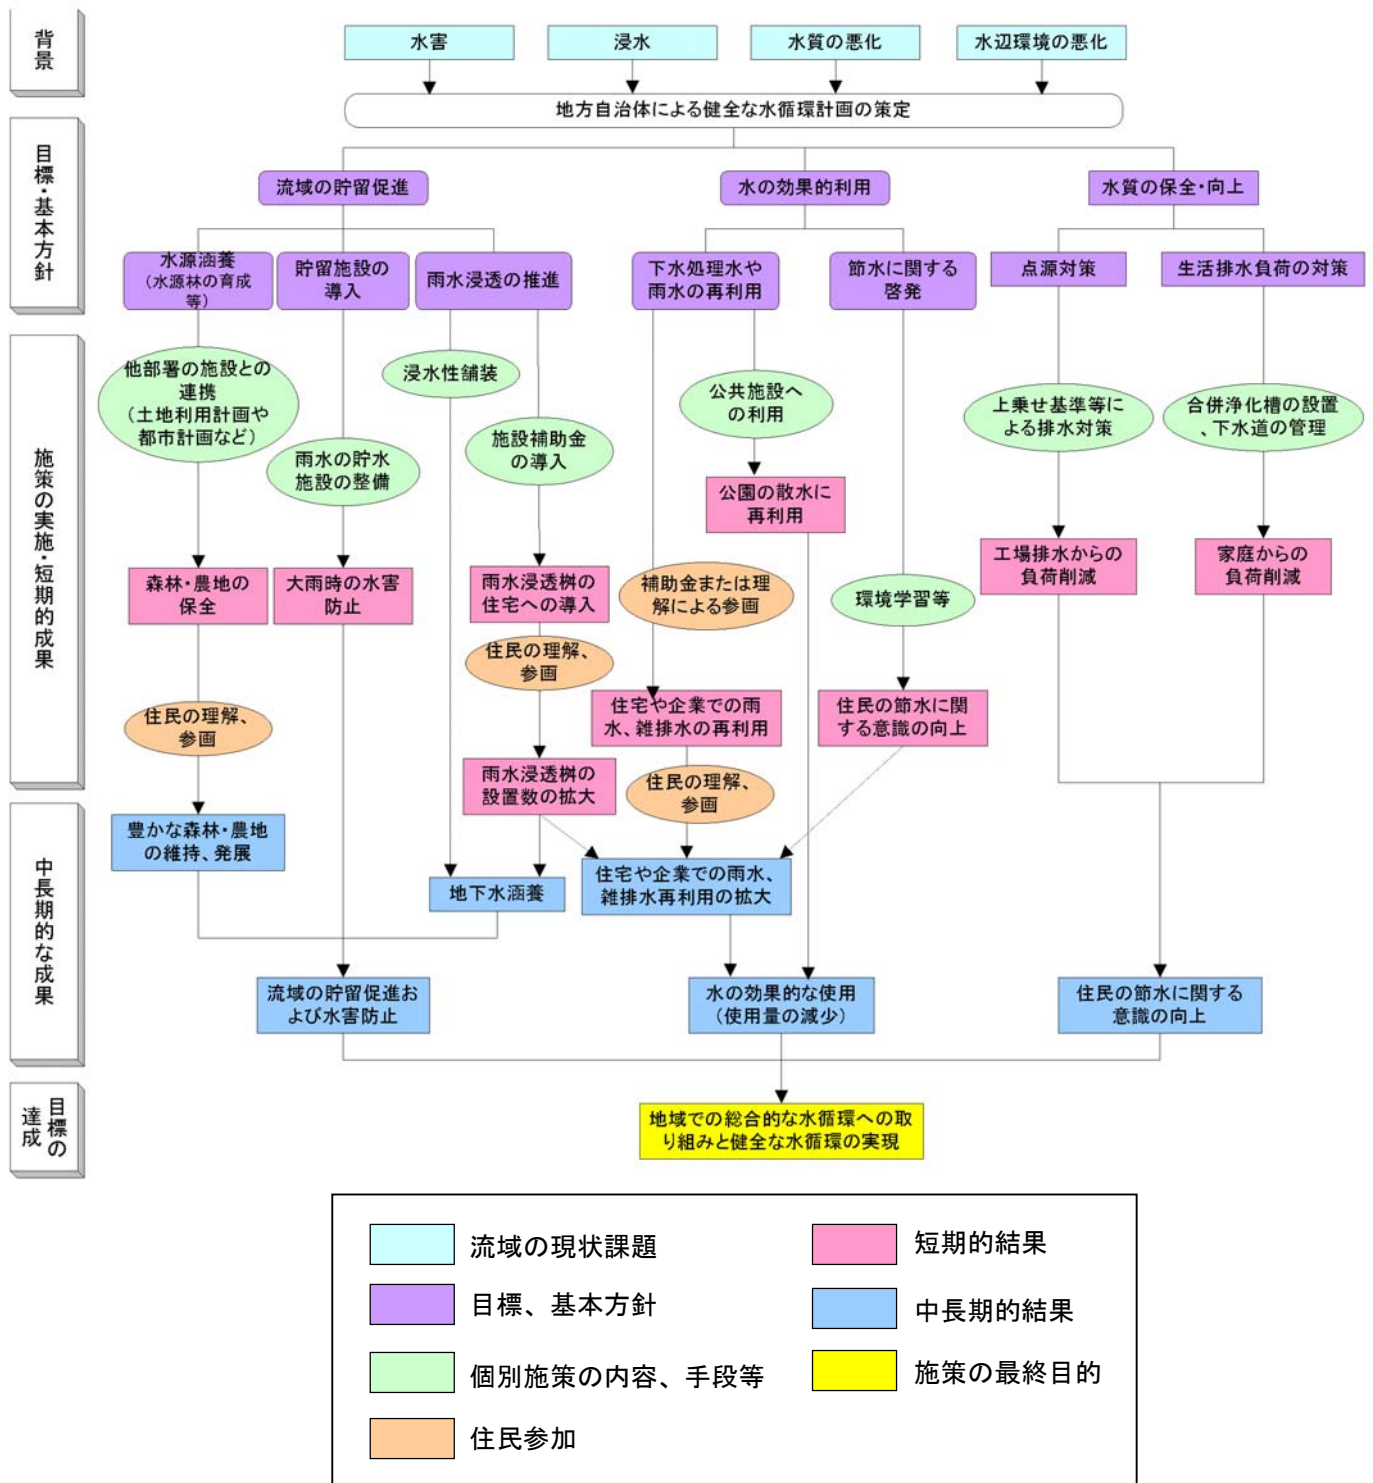 背景
水害
浸水
水質の悪化
水辺環境の悪化
地方自治体による健全な水循環計画の策定
目標・基本方針
流域の貯留促進
水の効果的利用
水質の保全・向上
水源涵養
(水源林の育成
等)
貯留施設の
導入
雨水浸透の推進
下水処理水や
雨水の再利用
節水に関する
啓発
点源対策
生活排水負荷の対策
施策の実施・短期的成果
他部署の施設との
連携
(土地利用計画や
都市計画など)
浸水性舗装
公共施設へ
の利用
上乗せ基準等に
よる排水対策
合併浄化槽の設置
、下水道の管理
雨水の貯水
施設の整備
施設補助金
の導入
公園の散水に
再利用
工場排水からの
負荷削減
家庭からの
負荷削減
森林・農地の
保全
大雨時の水害
防止
雨水浸透桝の
住宅への導入
補助金または理
解による参画
環境学習等
住民の理解、
参画
住民の理解、
参画
住宅や企業での雨
水、雑排水の再利用
住民の節水に関
する意識の向上
雨水浸透桝の
設置数の拡大
住民の理解、
参画
中長期的な成果
豊かな森林・農地
の維持、発展
地下水涵養
住宅や企業での雨水、
雑排水再利用の拡大
流域の貯留促進お
よび水害防止
水の効果的な使用
(使用量の減少)
住民の節水に関する
意識の向上
目標の
達成
地域での総合的な水循環への取
り組みと健全な水循環の実現
流域の現状課題
短期的結果
目標、基本方針
中長期的結果
個別施策の内容、手段等
施策の最終目的
住民参加